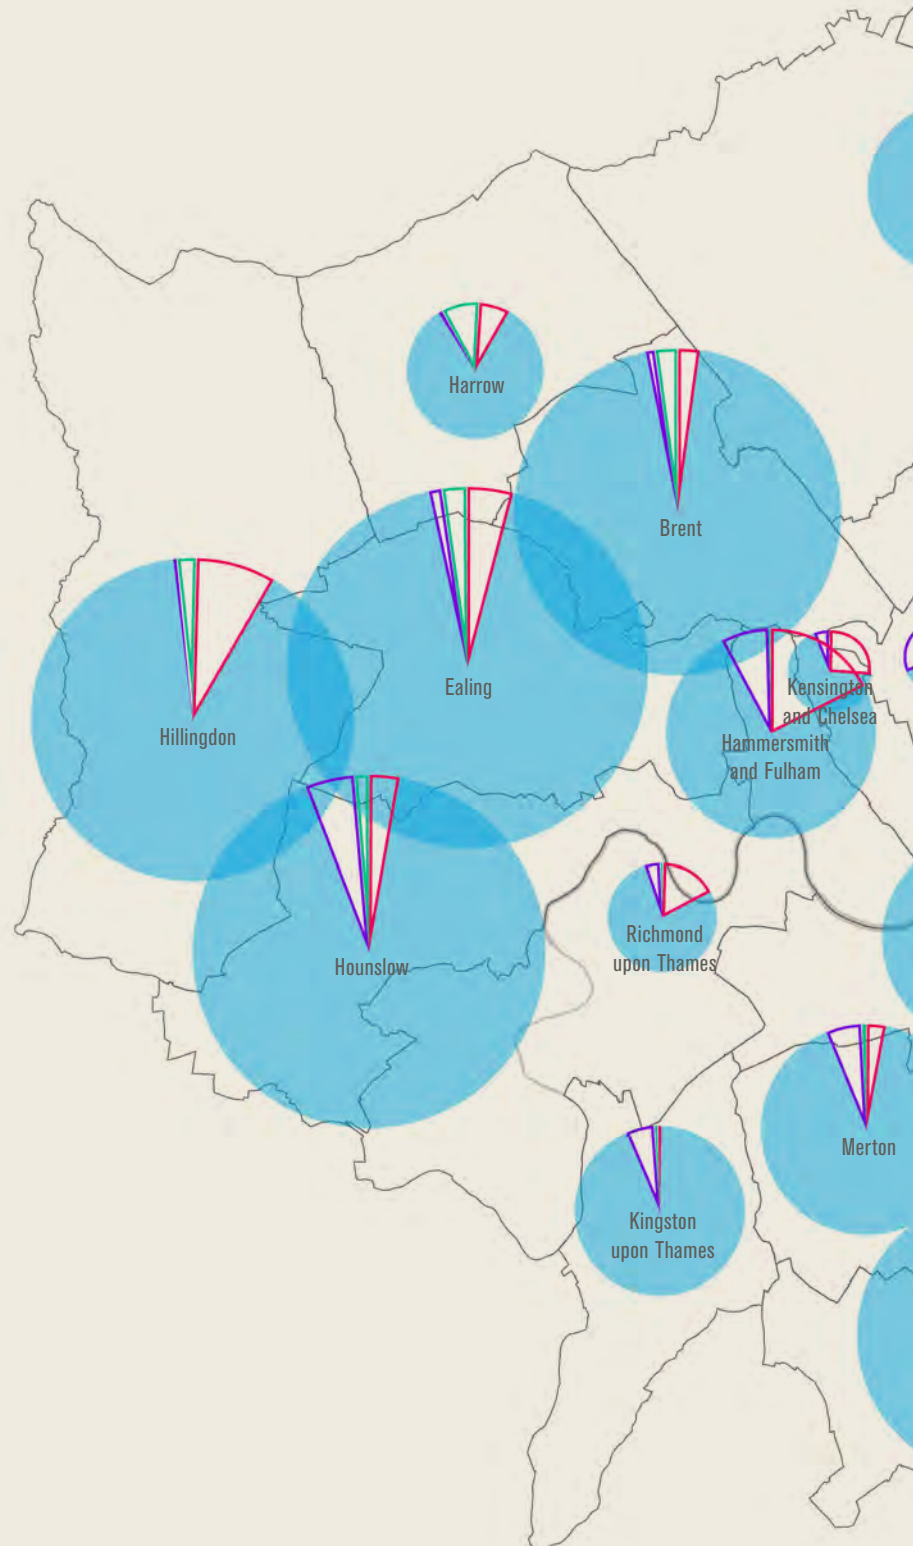 Harrow
Brent
Ealing
Kensington
and Chelsea
Hillingdon
Hammersmith
and Fulham
Richmond
upon Thames
Hounslow
Merton
Kingston
upon Thames